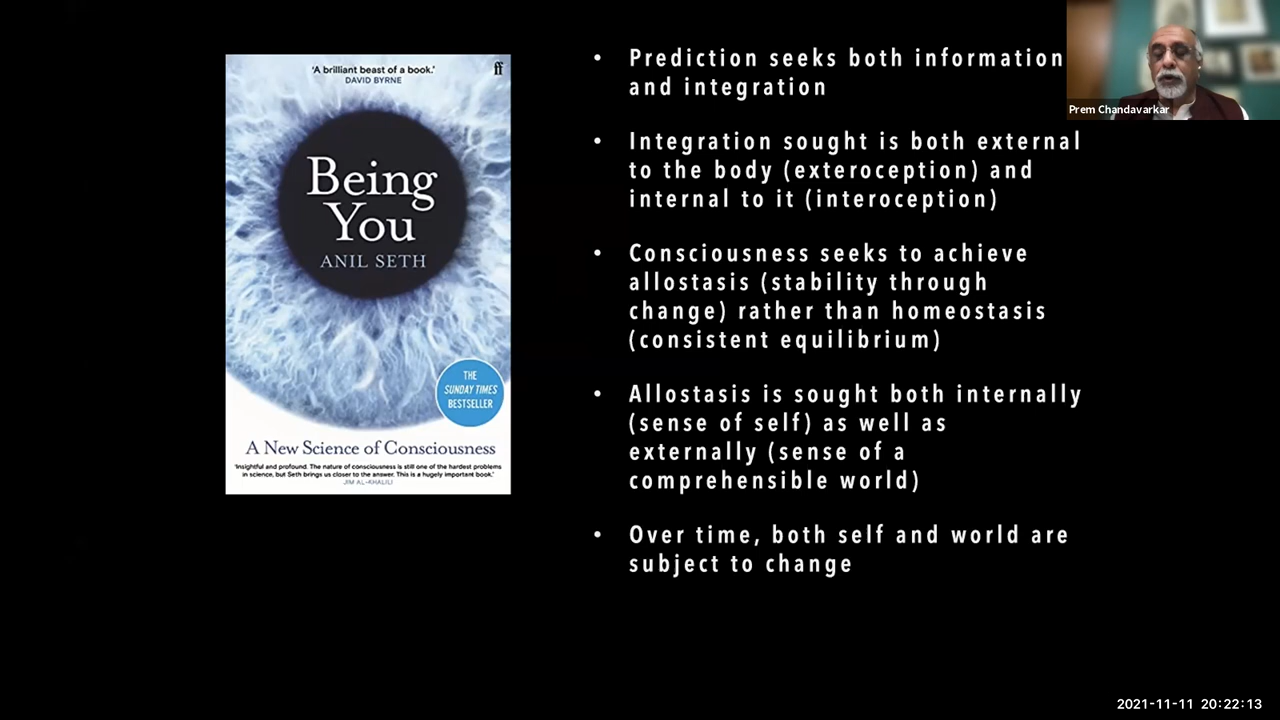 'A brilliant beast of a book.'
DAVID BYRNE
ff
Being
You
ANIL SETH
THE
SUNDAY TIMES
BESTSELLER
A New Science of Consciousness
'Insightful and profound. The nature of consciousness is still one of the hardest problems
in science, but Seth brings us closer to the answer. This is a hugely important book.'
JIM AL-KHALILI
• Prediction seeks both information
and integration
• Integration sought is both external
to the body (exteroception) and
internal to it (interoception)
• Consciousness seeks to achieve
allostasis (stability through
change) rather than homeostasis
(consistent equilibrium)
• Allostasis is sought both internally
(sense of self) as well as
externally (sense of a
comprehensible world)
• Over time, both self and world are
subject to change
Prem Chandavarkar
2021-11-11 20:22:13